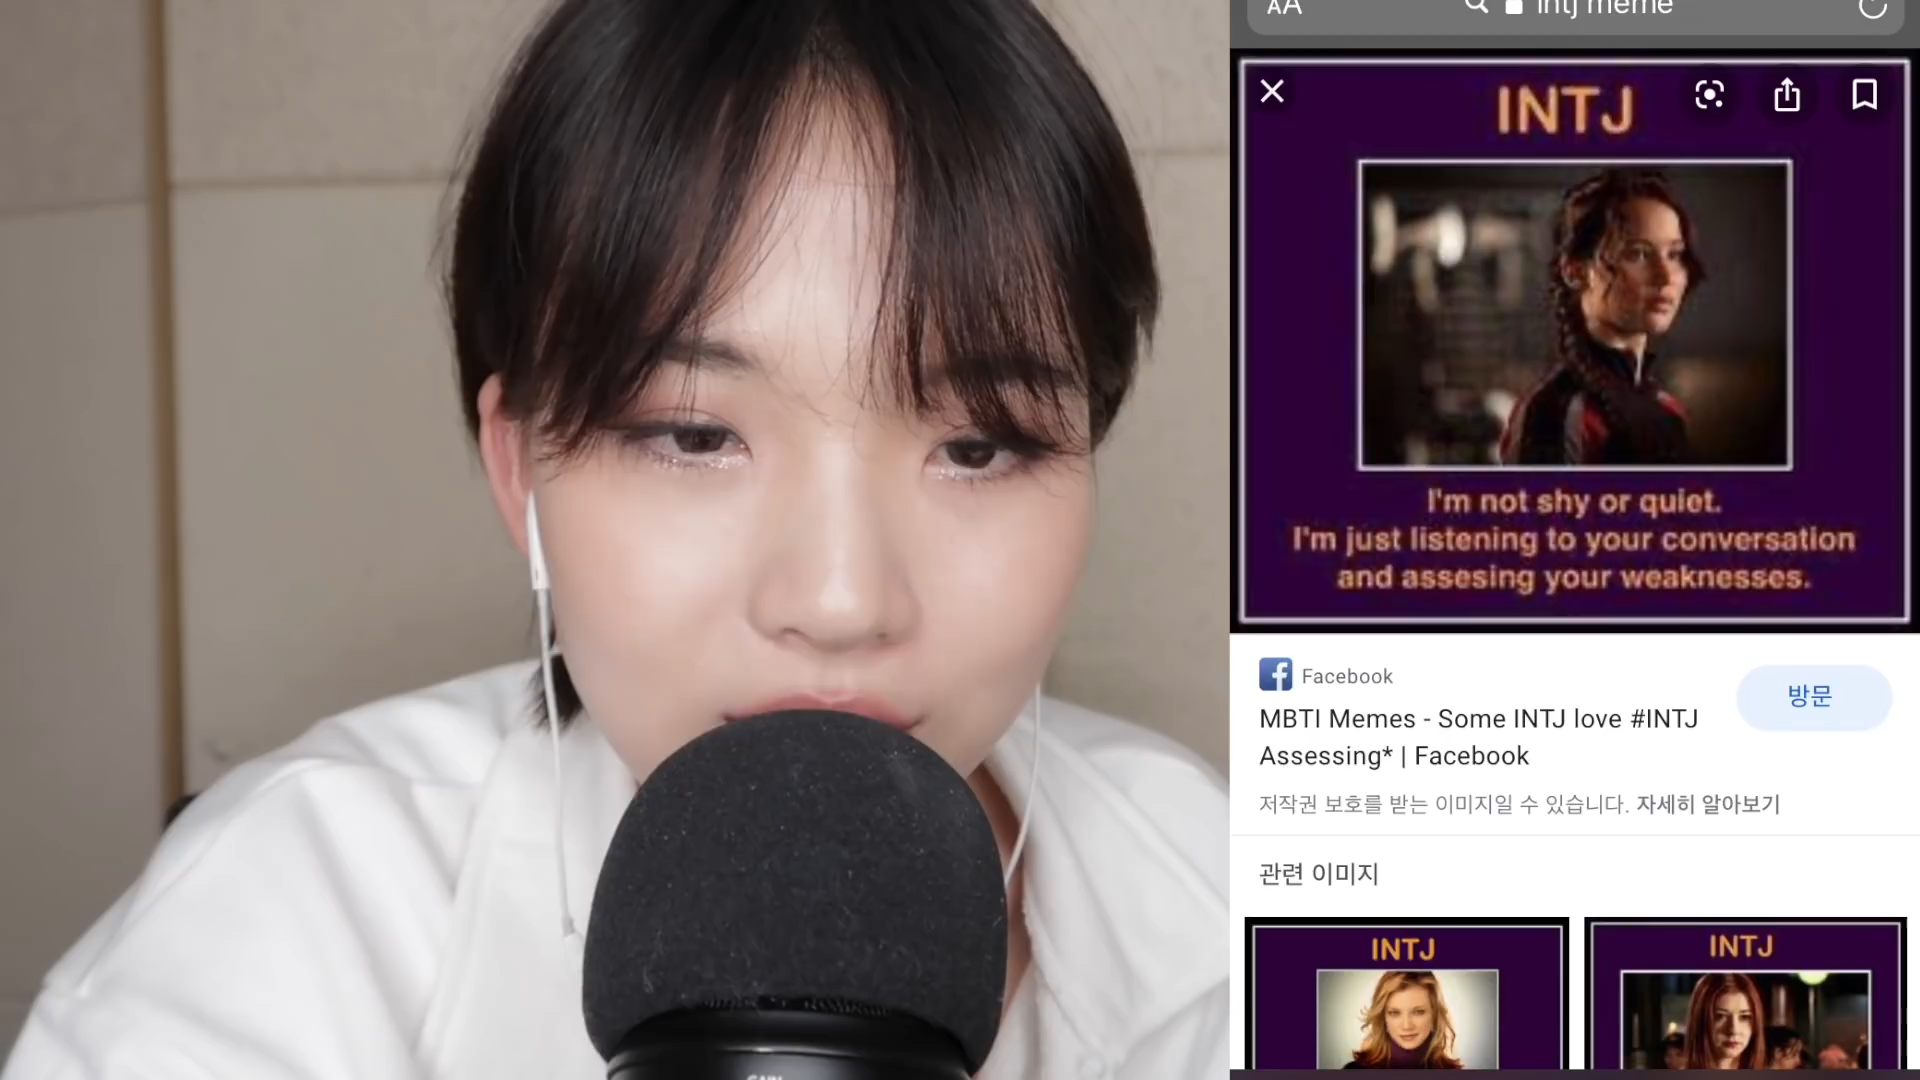 AA
intj meme
INTJ
I'm not shy or quiet.
I'm just listening to your conversation
and assesing your weaknesses.
Facebook
방문
MBTI Memes - Some INTJ love #INTJ
Assessing* | Facebook
저작권 보호를 받는 이미지일 수 있습니다. 자세히 알아보기
관련 이미지
INTJ
INTJ